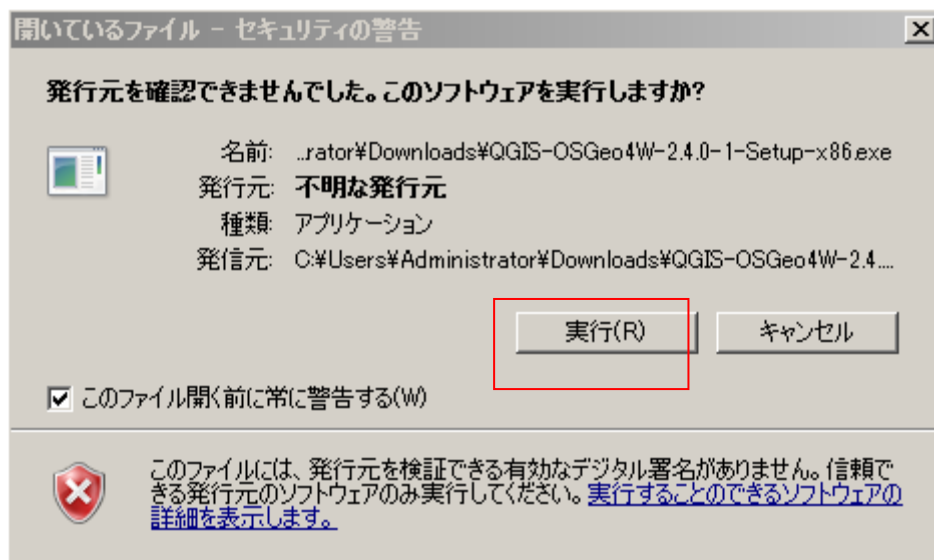 開いているファイル - セキュリティの警告
発行元を確認できませんでした。このソフトウェアを実行しますか?
名前: ...rator¥Downloads¥QGIS-OSGeo4W-2.4.0-1-Setup-x86.exe
発行元: 不明な発行元
種類: アプリケーション
発信元: C:¥Users¥Administrator¥Downloads¥QGIS-OSGeo4W-2.4....
実行(R) キャンセル
このファイル開く前に常に警告する(W)
このファイルには、発行元を検証できる有効なデジタル署名がありません。信頼で
きる発行元のソフトウェアのみ実行してください。実行することのできるソフトウェアの
詳細を表示します。